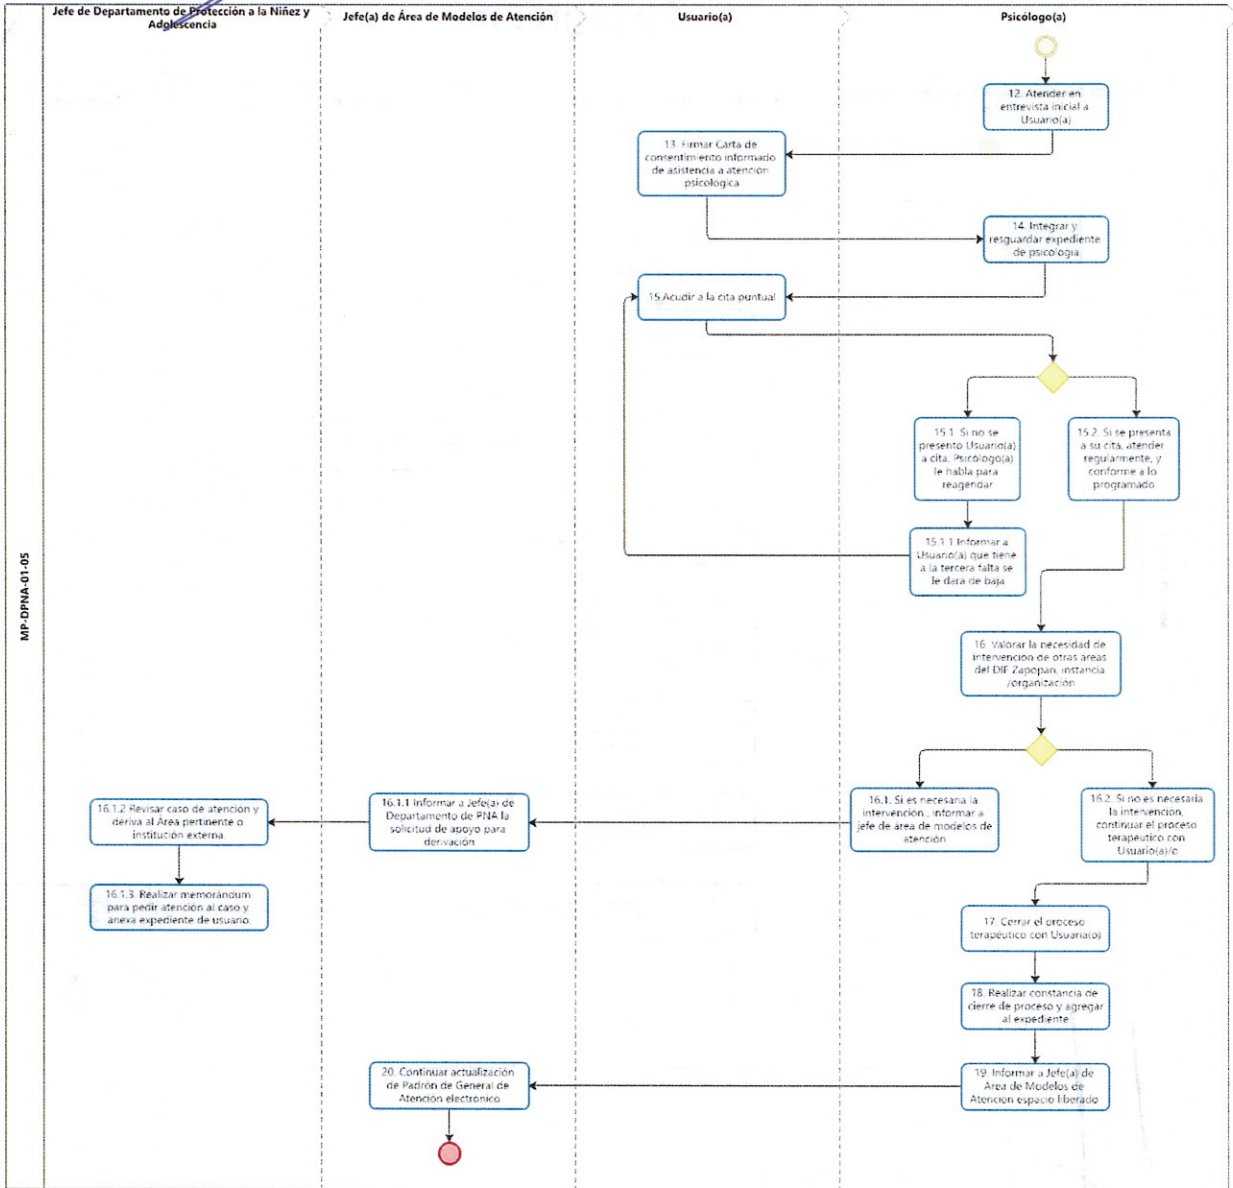 Jefe de Departamento de Protección a la Niñez y
Adolescencia
Jefe(a) de Área de Modelos de Atención
Usuario(a)
Psicólogo(a)
MP-DPNA-01-05
12. Atender en
entrevista inicial a
Usuario(a)
13. Firmar Carta de
consentimiento informado
de asistencia a atención
psicológica
14. Integrar y
resguardar expediente
de psicología
15.Acudir a la cita puntual
15.1. Si no se
presento Usuario(a)
a cita, Psicólogo(a)
le habla para
reagendar
15.2. Si se presenta
a su cita, atender
regularmente, y
conforme a lo
programado
15.1.1 Informar a
Usuario(a) que tiene
a la tercera falta se
le dará de baja
16. Valorar la necesidad de
intervención de otras áreas
del DIF Zapopan, instancia
/organización
16.1.2 Revisar caso de atención y
deriva al Área pertinente o
institución externa.
16.1.1 Informar a Jefe(a) de
Departamento de PNA la
solicitud de apoyo para
derivación
16.1. Si es necesaria la
intervención , informar a
jefe de área de modelos de
atención
16.2. Si no es necesaria
la intervención,
continuar el proceso
terapéutico con
Usuario(a)/o
16.1.3. Realizar memorándum
para pedir atención al caso y
anexa expediente de usuario.
17. Cerrar el proceso
terapéutico con Usuaria(o)
18. Realizar constancia de
cierre de proceso y agregar
al expediente
20. Continuar actualización
de Padrón de General de
Atención electronico
19. Informar a Jefe(a) de
Área de Modelos de
Atención espacio liberado